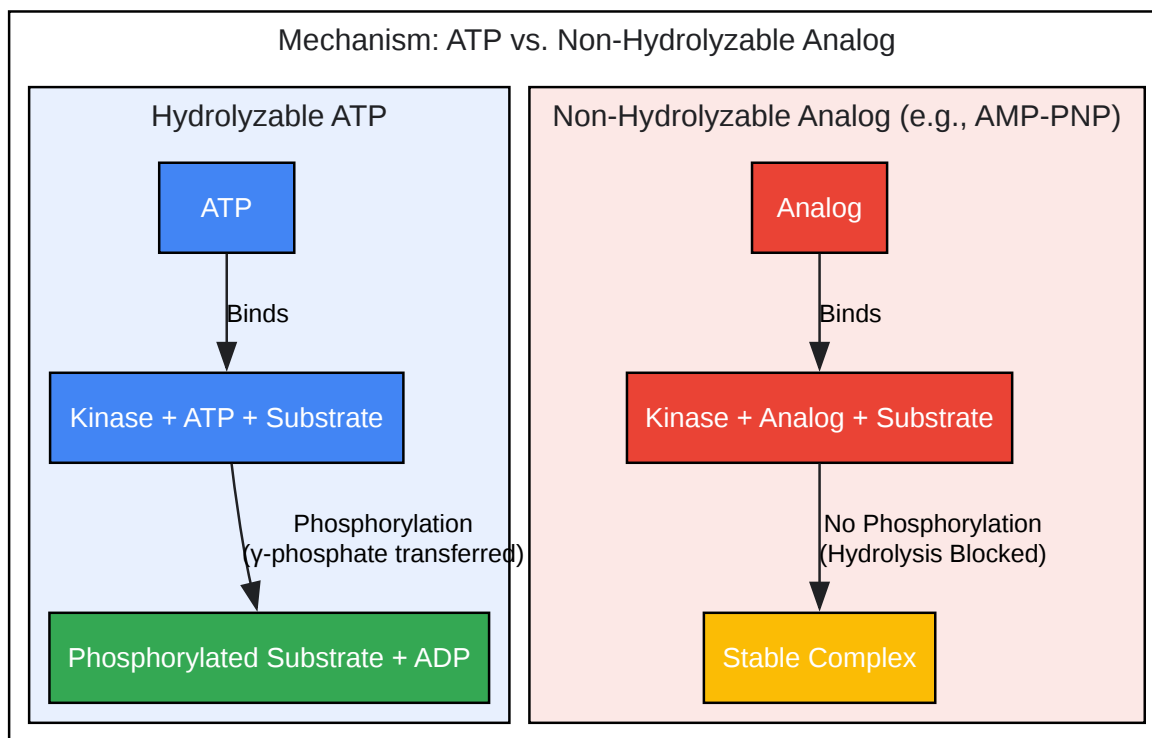 Mechanism: ATP vs. Non-Hydrolyzable Analog
Hydrolyzable ATP
ATP
Binds
Kinase + ATP + Substrate
Phosphorylation
(γ-phosphate transferred)
Phosphorylated Substrate + ADP
Non-Hydrolyzable Analog (e.g., AMP-PNP)
Analog
Binds
Kinase + Analog + Substrate
No Phosphorylation
(Hydrolysis Blocked)
Stable Complex